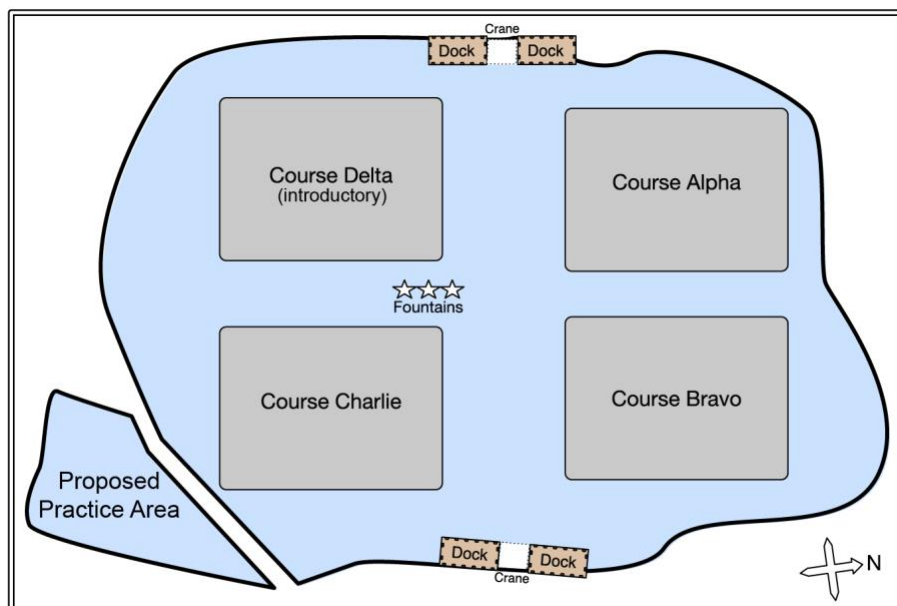 Crane
Dock
Dock
Course Delta
(introductory)
Course Alpha
Fountains
Course Charlie
Course Bravo
Proposed
Practice Area
Dock
Dock
Crane
N